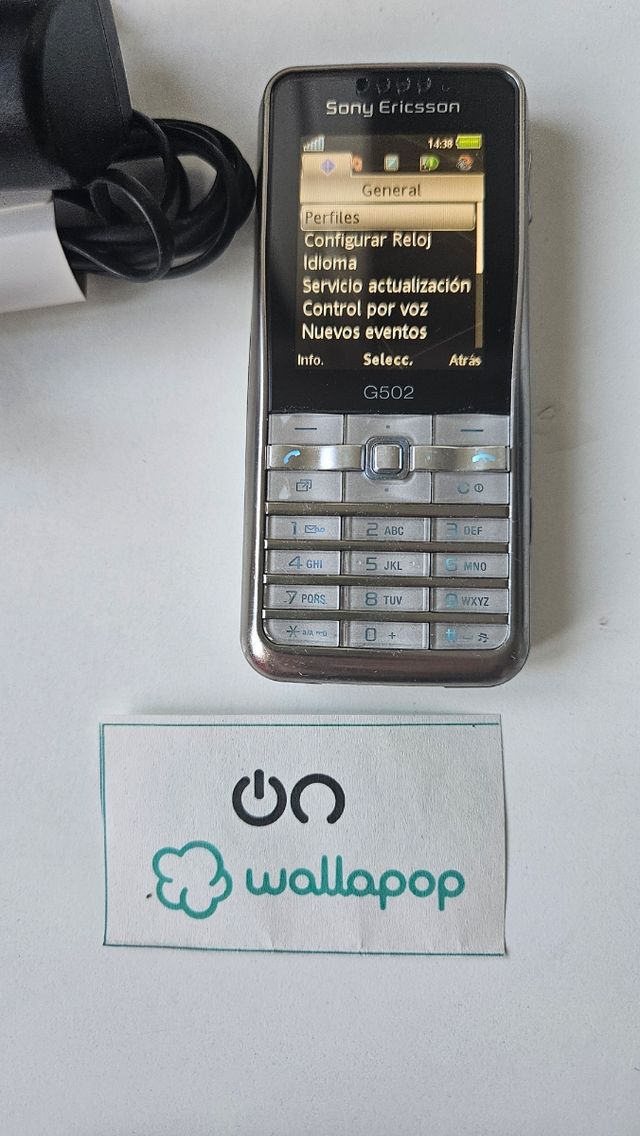 Sony Ericsson
14:38
General
Perfiles
Configurar Reloj
Idioma
Servicio actualización
Control por voz
Nuevos eventos
Info. Selecc. Atrás
G502
1 2 ABC 3 DEF
4 GHI 5 JKL 6 MNO
7 PQRS 8 TUV 9 WXYZ
* a/A 0 + #
ON
wallapop